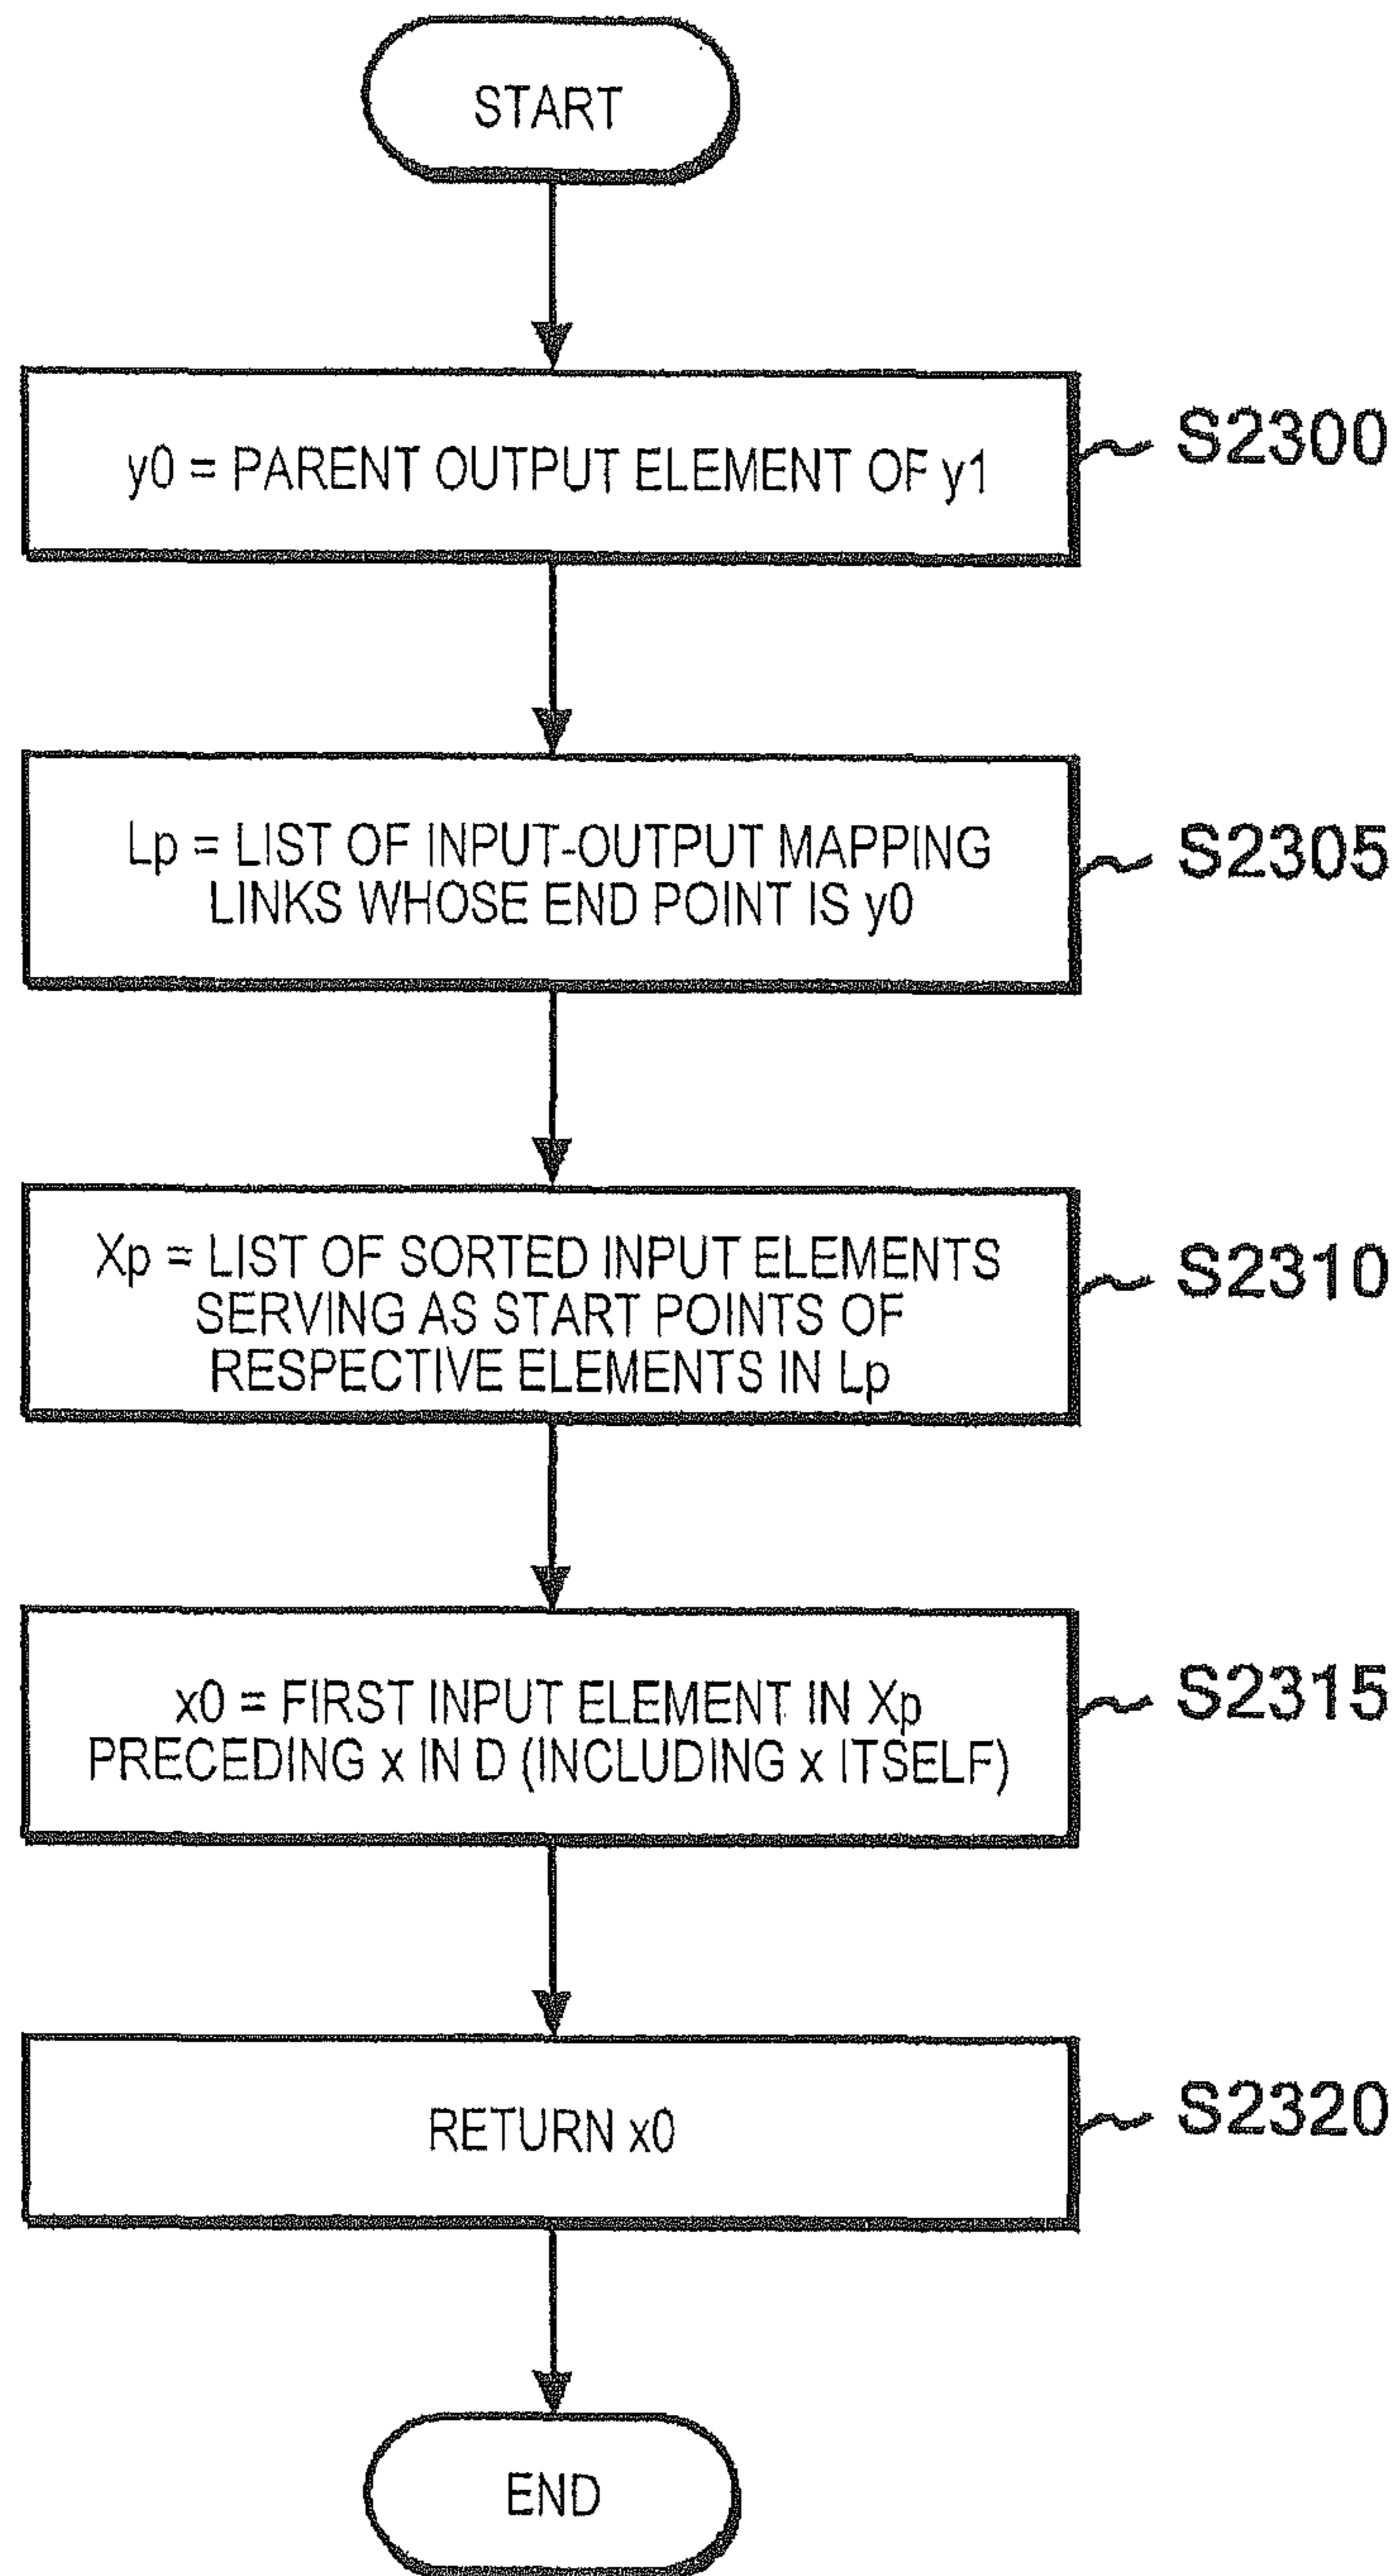 START
y0 = PARENT OUTPUT ELEMENT OF y1
S2300
Lp = LIST OF INPUT-OUTPUT MAPPING
LINKS WHOSE END POINT IS y0
S2305
Xp = LIST OF SORTED INPUT ELEMENTS
SERVING AS START POINTS OF
RESPECTIVE ELEMENTS IN Lp
S2310
x0 = FIRST INPUT ELEMENT IN Xp
PRECEDING x IN D (INCLUDING x ITSELF)
S2315
RETURN x0
S2320
END